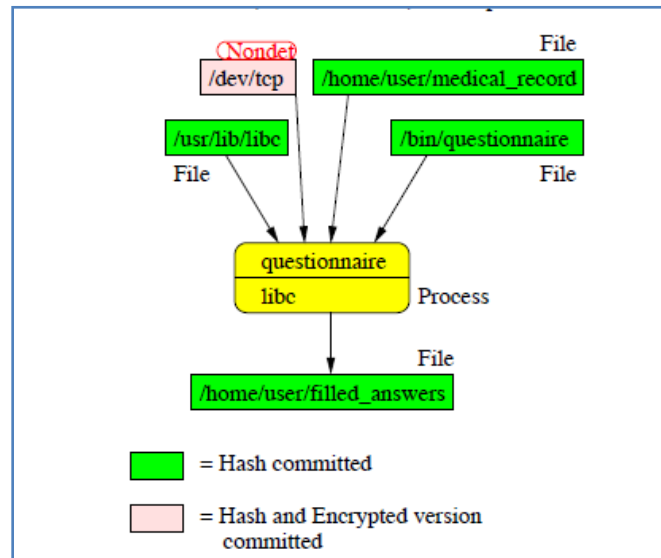 File
Nondet
/dev/tcp
/home/user/medical_record
/usr/lib/libc
/bin/questionnaire
File
File
questionnaire
libc
Process
File
/home/user/filled_answers
= Hash committed
= Hash and Encrypted version
committed